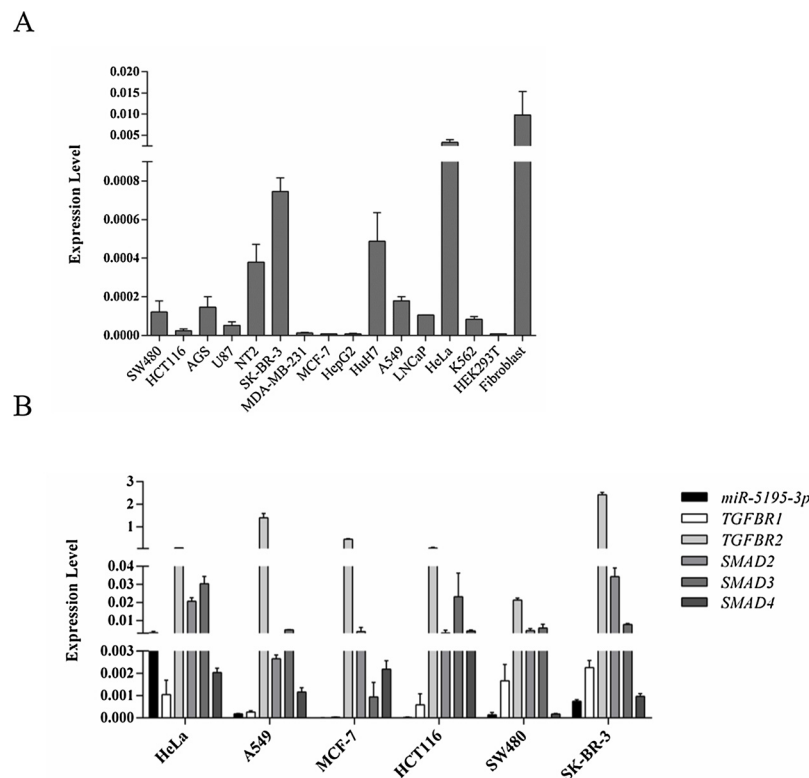 A
Expression Level
0.020
0.015
0.010
0.005
0.0008
0.0006
0.0004
0.0002
0.0000
SW480
HCT116
AGS
U87
NT2
SK-BR-3
MDA-MB-231
MCF-7
HepG2
HuH7
A549
LNCaP
HeLa
K562
HEK293T
Fibroblast
B
Expression Level
3
2
1
0.04
0.03
0.02
0.01
0.003
0.002
0.001
0.000
HeLa
A549
MCF-7
HCT116
SW480
SK-BR-3
miR-5195-3p
TGFBR1
TGFBR2
SMAD2
SMAD3
SMAD4